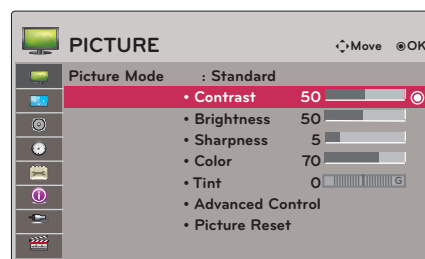 PICTURE Move OK
Picture Mode : Standard
• Contrast 50
• Brightness 50
• Sharpness 5
• Color 70
• Tint 0 G
• Advanced Control
• Picture Reset